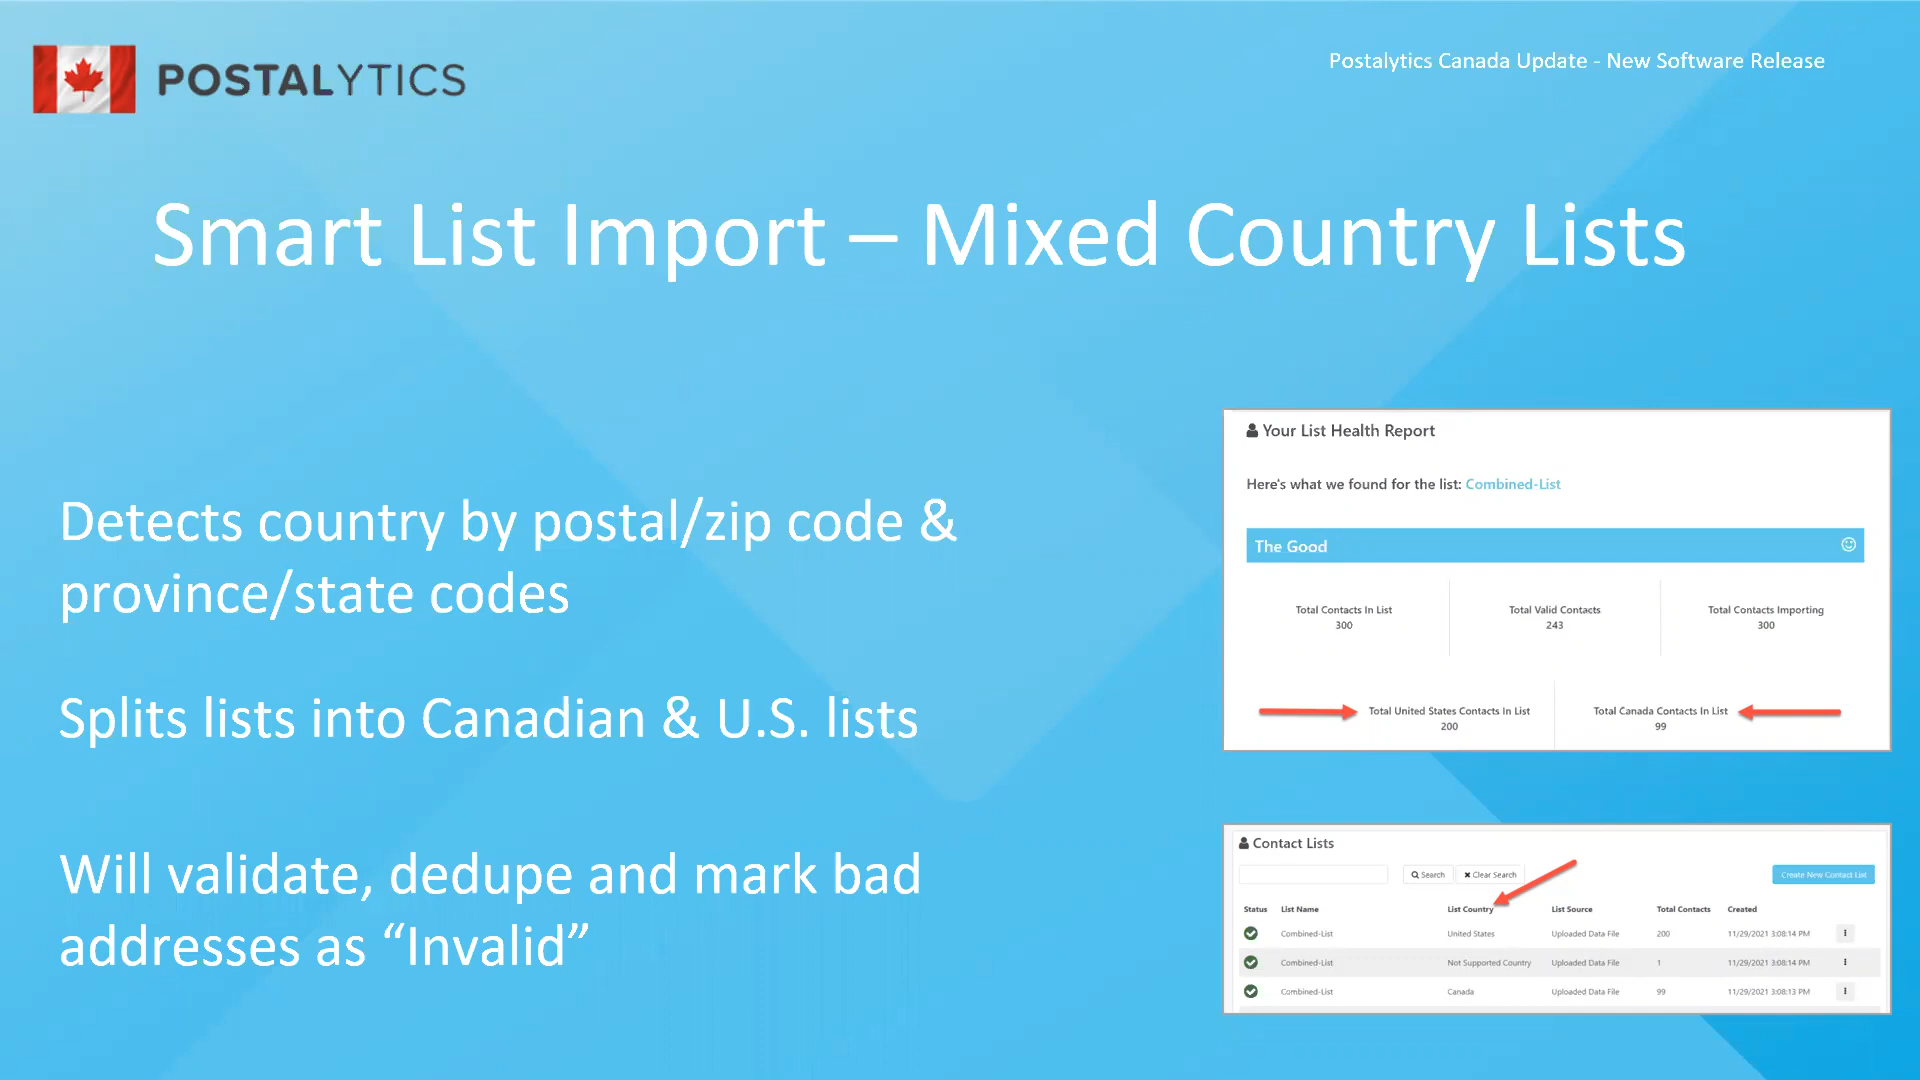 POSTALYTICS
Postalytics Canada Update - New Software Release
Smart List Import – Mixed Country Lists
Detects country by postal/zip code &
province/state codes
Splits lists into Canadian & U.S. lists
Will validate, dedupe and mark bad
addresses as “Invalid”
Your List Health Report
Here's what we found for the list: Combined-List
The Good
Total Contacts In List Total Valid Contacts Total Contacts Importing
300 243 300
Total United States Contacts In List Total Canada Contacts In List
200 99
Contact Lists
Search Clear Search Create New Contact List
Status List Name List Country List Source Total Contacts Created
Combined-List United States Uploaded Data File 200 11/29/2021 3:08:14 PM
Combined-List Not Supported Country Uploaded Data File 1 11/29/2021 3:08:14 PM
Combined-List Canada Uploaded Data File 99 11/29/2021 3:08:13 PM